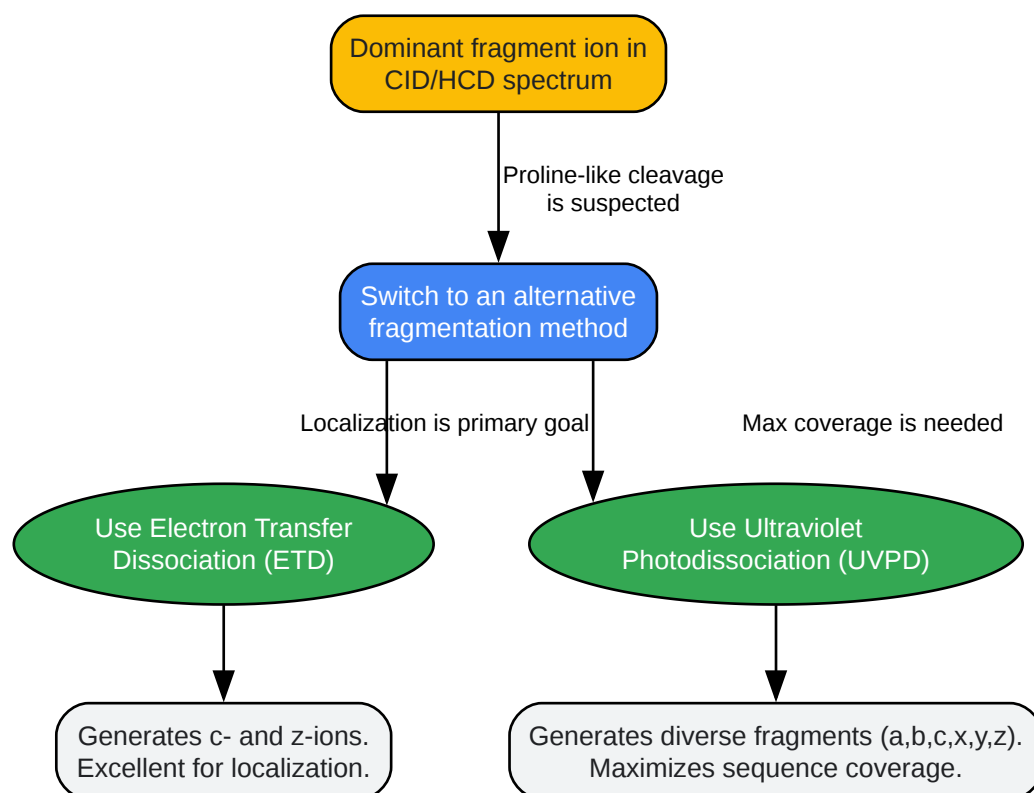 Dominant fragment ion in
CID/HCD spectrum
Proline-like cleavage
is suspected
Switch to an alternative
fragmentation method
Localization is primary goal
Max coverage is needed
Use Electron Transfer
Dissociation (ETD)
Use Ultraviolet
Photodissociation (UVPD)
Generates c- and z-ions.
Excellent for localization.
Generates diverse fragments (a,b,c,x,y,z).
Maximizes sequence coverage.